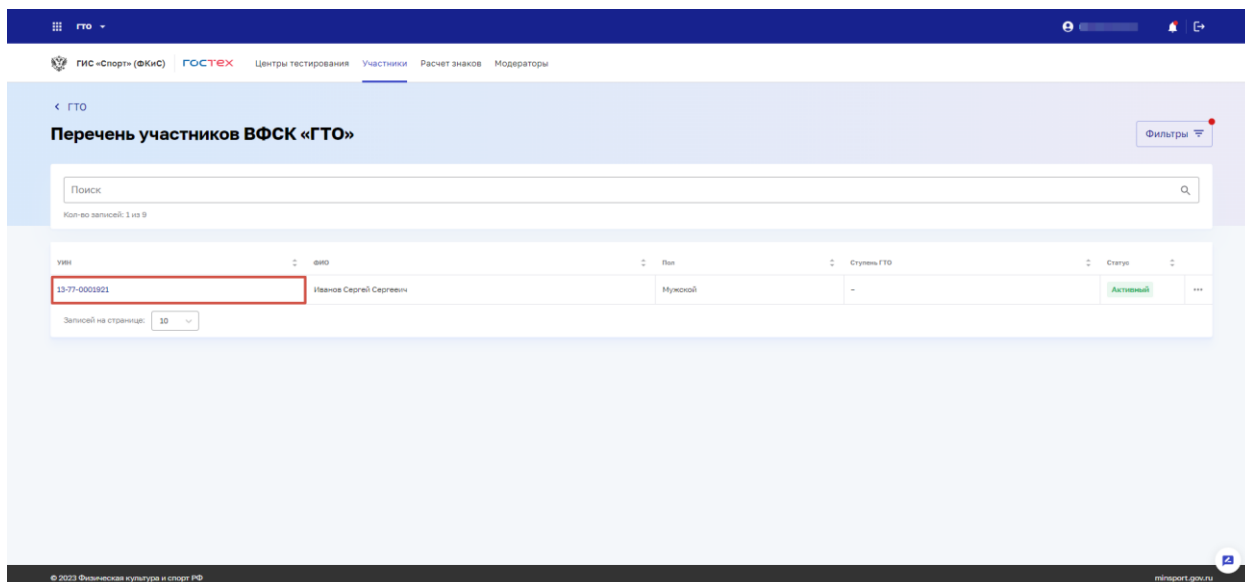 ГТО
ГИС «Спорт» (ФКиС) ГОСТЕХ Центры тестирования Участники Расчет знаков Модераторы
ГТО
Перечень участников ВФСК «ГТО»
Фильтры
Поиск
Кол-во записей: 1 из 9
УИН ФИО Пол Ступень ГТО Статус
13-77-0001921 Иванов Сергей Сергеевич Мужской – Активный ...
Записей на странице: 10
© 2023 Физическая культура и спорт РФ minsport.gov.ru